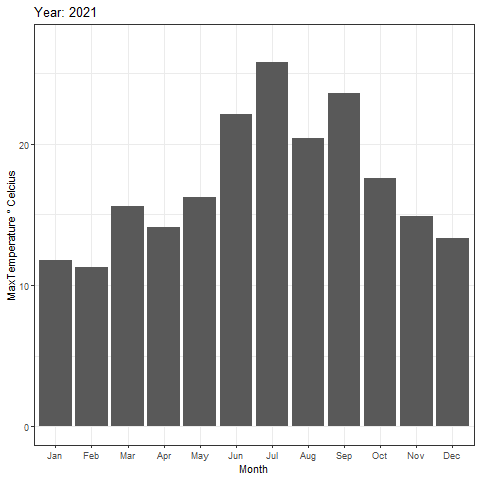 Year: 2021
MaxTemperature ° Celcius
20
10
0
Jan Feb Mar Apr May Jun Jul Aug Sep Oct Nov Dec
Month